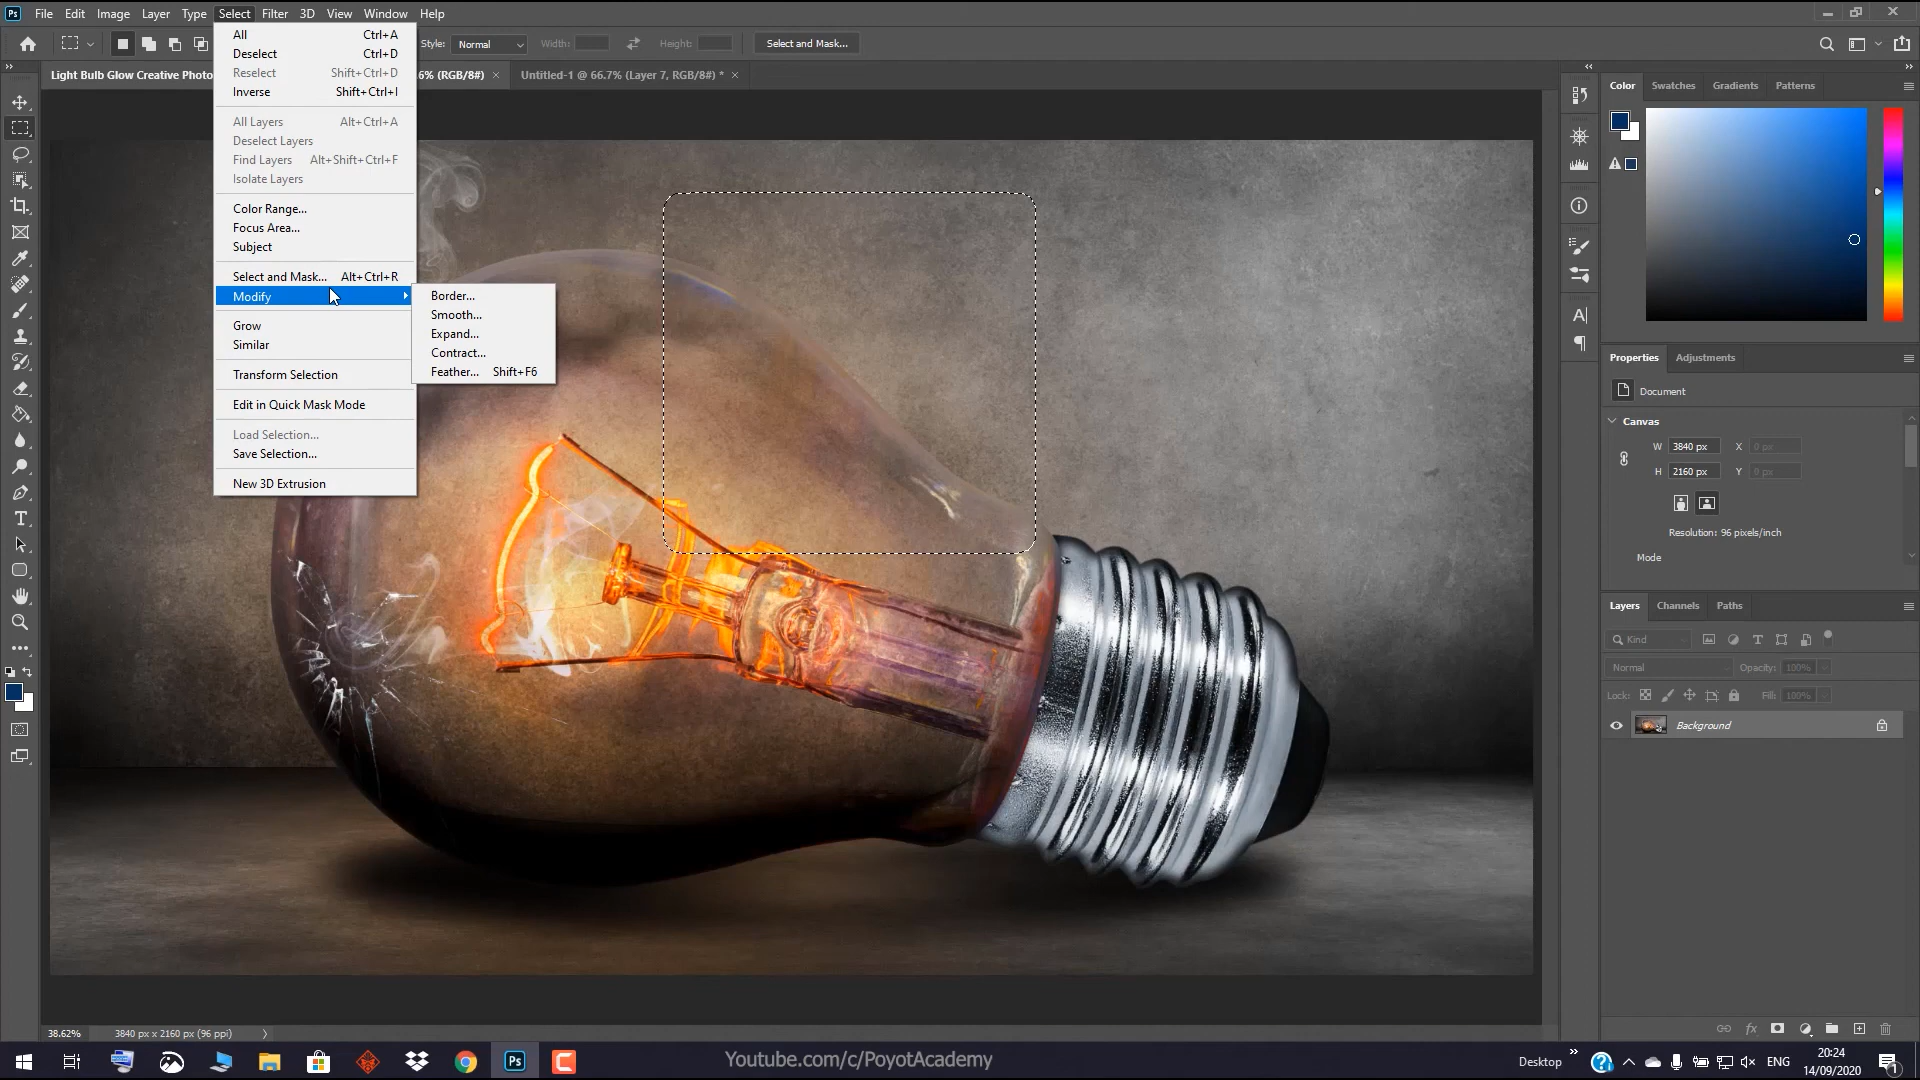 Ps File Edit Image Layer Type Select Filter 3D View Window Help
Style: Normal Width: Height: Select and Mask...
Light Bulb Glow Creative Photo 6% (RGB/8#) × Untitled-1 @ 66.7% (Layer 7, RGB/8#) * ×
All Ctrl+A
Deselect Ctrl+D
Reselect Shift+Ctrl+D
Inverse Shift+Ctrl+I
All Layers Alt+Ctrl+A
Deselect Layers
Find Layers Alt+Shift+Ctrl+F
Isolate Layers
Color Range...
Focus Area...
Subject
Select and Mask... Alt+Ctrl+R
Modify
Grow
Similar
Transform Selection
Edit in Quick Mask Mode
Load Selection...
Save Selection...
New 3D Extrusion
Border...
Smooth...
Expand...
Contract...
Feather... Shift+F6
Color Swatches Gradients Patterns
Properties Adjustments
Document
Canvas
W 3840 px X 0 px
H 2160 px Y 0 px
Resolution: 96 pixels/inch
Mode
Layers Channels Paths
Kind
Normal Opacity: 100%
Lock: Fill: 100%
Background
38.62% 3840 px x 2160 px (96 ppi)
Youtube.com/c/PoyotAcademy
Desktop ENG 20:24
14/09/2020